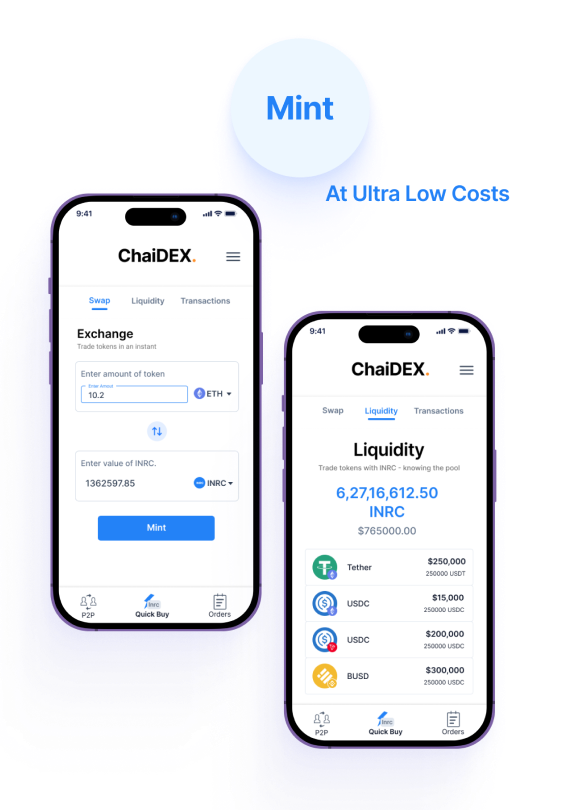 Mint
At Ultra Low Costs
9:41
ChaiDEX.
Swap Liquidity Transactions
Exchange
Trade tokens in an instant
Enter amount of token
Enter Amount
10.2
ETH
Enter value of INRC.
1362597.85
INRC
Mint
P2P
inrc
Quick Buy
Orders
9:41
ChaiDEX.
Swap Liquidity Transactions
Liquidity
Trade tokens with INRC - knowing the pool
6,27,16,612.50
INRC
$765000.00
Tether
$250,000
250000 USDT
USDC
$15,000
250000 USDC
USDC
$200,000
250000 USDC
BUSD
$300,000
250000 USDC
P2P
inrc
Quick Buy
Orders